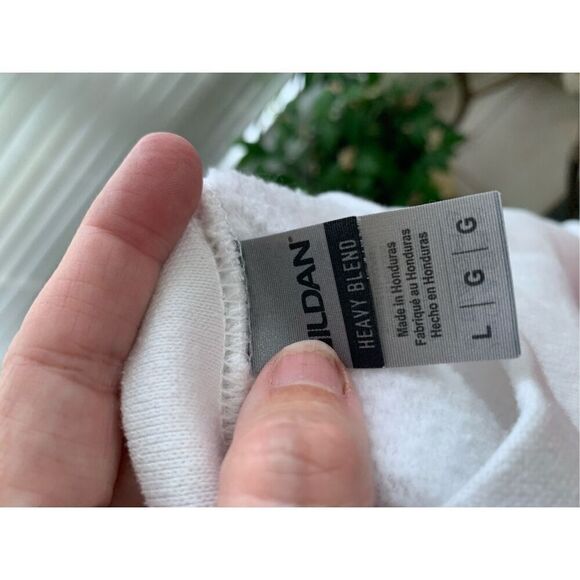 ILDAN
HEAVY BLEND
Made in Honduras
Fabriqué au Honduras
Hecho en Honduras
L | G | G